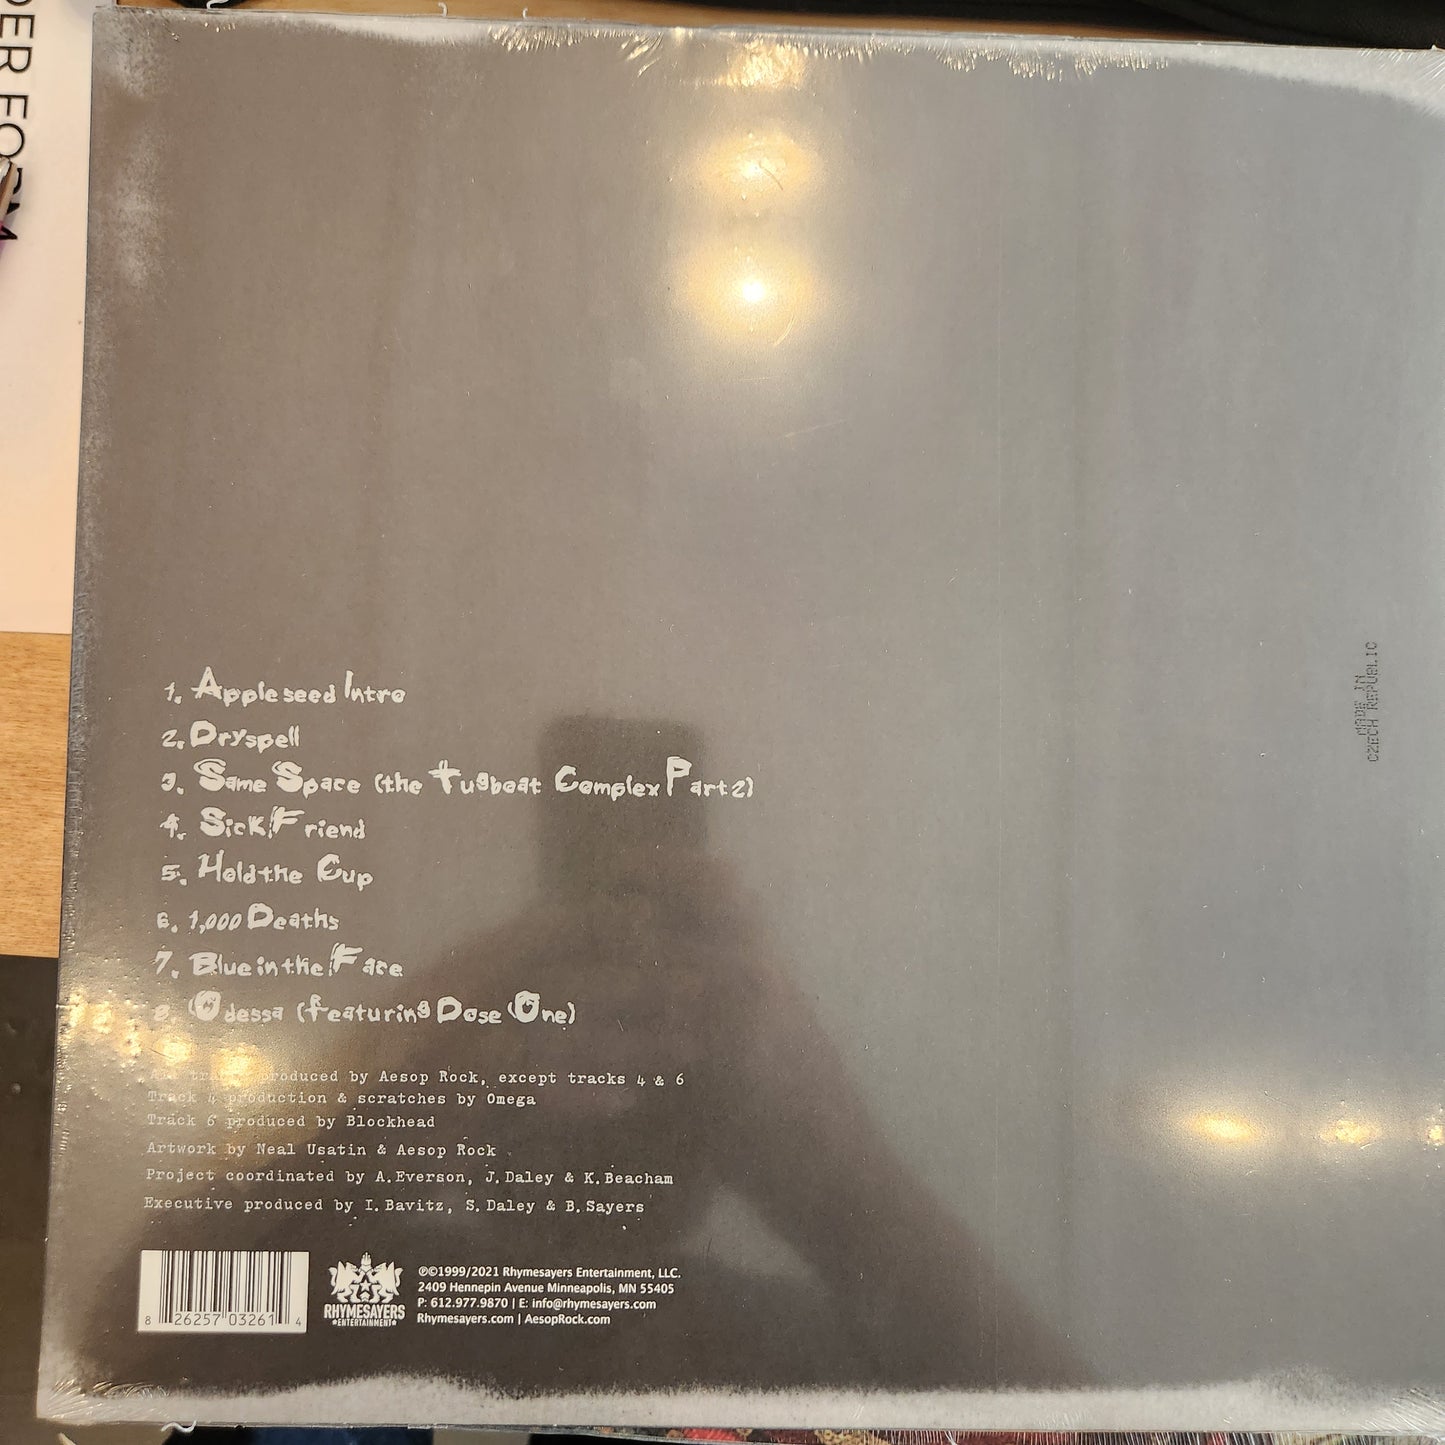 DER FORM
1. Appleseed Intro
2. Dryspell
3. Same Space (the Tugboat Complex Part 2)
4. Sick Friend
5. Hold the Cup
6. 1,000 Deaths
7. Blue in the Face
8. Odessa (featuring Dose One)
All tracks produced by Aesop Rock, except tracks 4 & 6
Track 4 production & scratches by Omega
Track 6 produced by Blockhead
Artwork by Neal Usatin & Aesop Rock
Project coordinated by A. Everson, J. Daley & K. Beacham
Executive produced by I. Bavitz, S. Daley & B. Sayers
8 26257 03261 4
RHYMESAYERS
ENTERTAINMENT
℗©1999/2021 Rhymesayers Entertainment, LLC.
2409 Hennepin Avenue Minneapolis, MN 55405
P: 612.977.9870 | E: info@rhymesayers.com
Rhymesayers.com | AesopRock.com
MADE IN
CZECH REPUBLIC